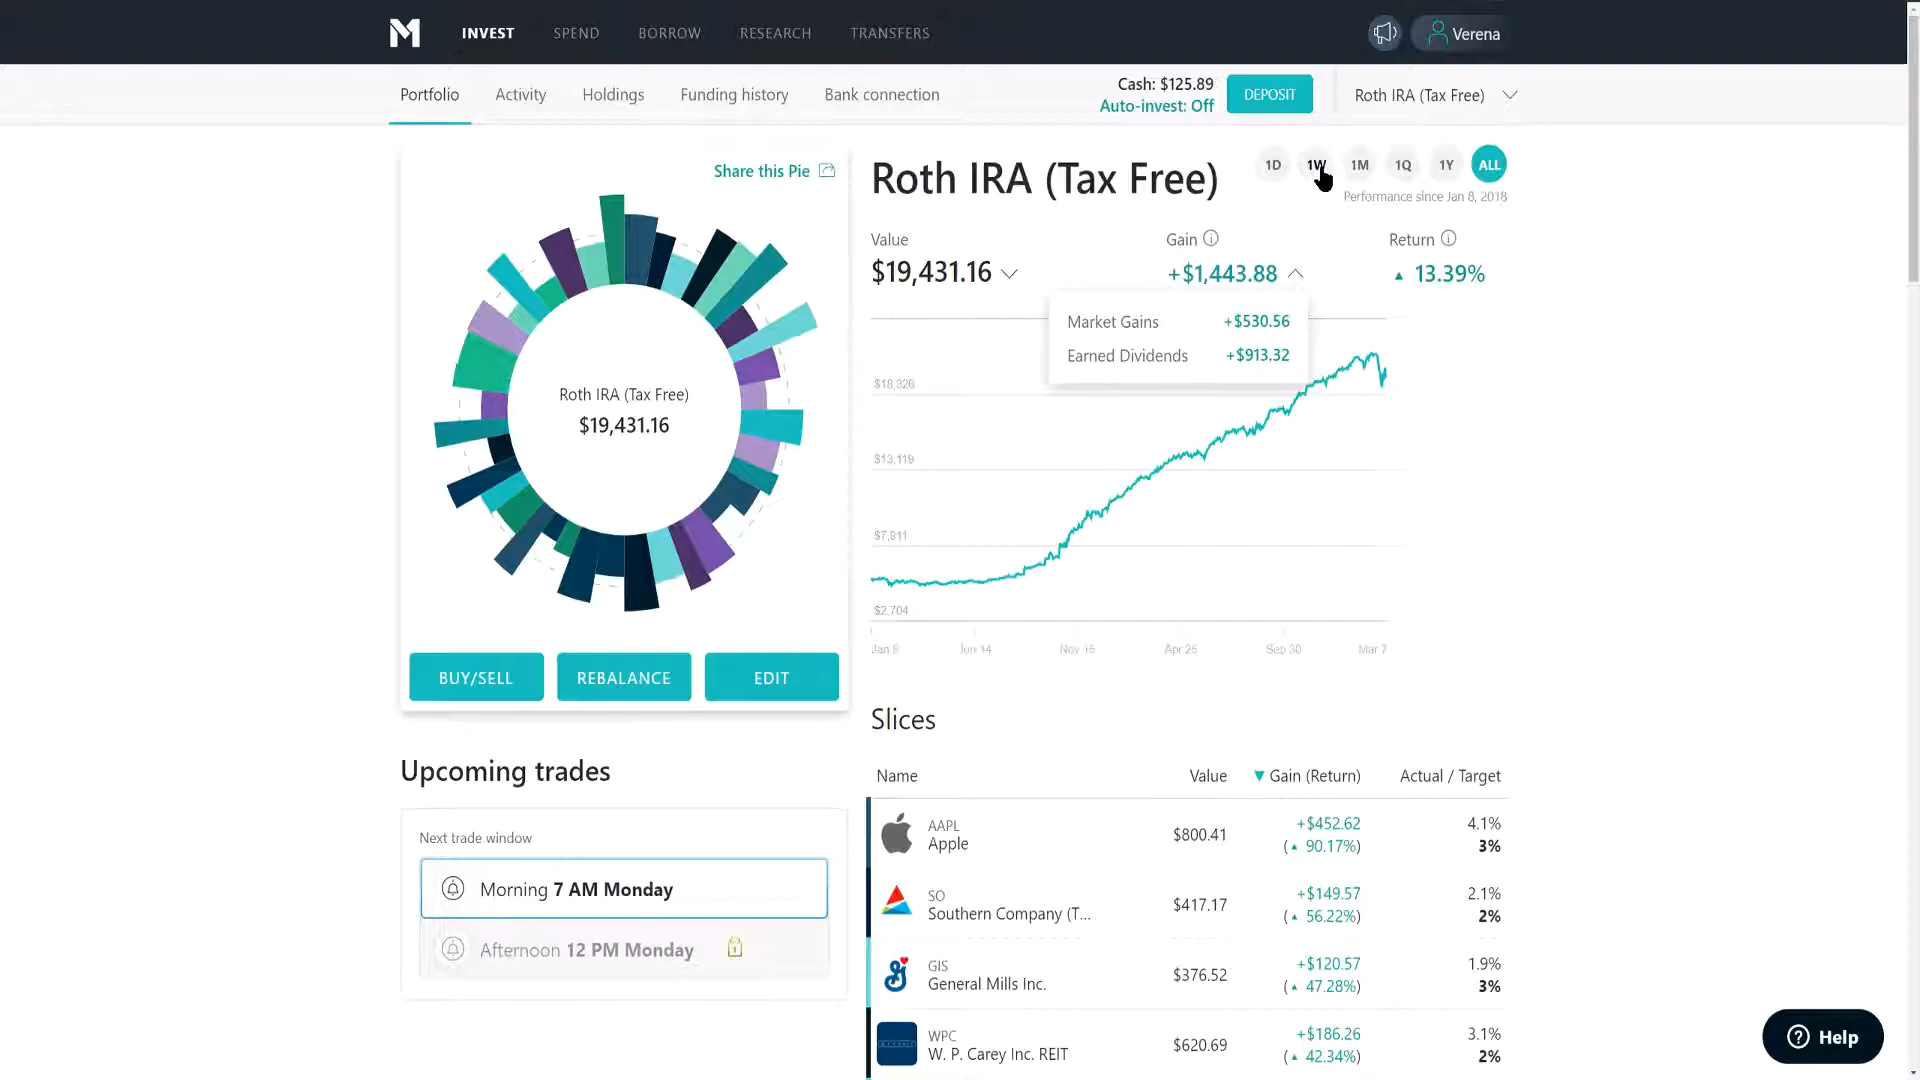 INVEST SPEND BORROW RESEARCH TRANSFERS Verena
Portfolio Activity Holdings Funding history Bank connection
Cash: $125.89
Auto-invest: Off
DEPOSIT
Roth IRA (Tax Free)
Share this Pie
Roth IRA (Tax Free)
$19,431.16
BUY/SELL REBALANCE EDIT
Upcoming trades
Next trade window
Morning 7 AM Monday
Afternoon 12 PM Monday
Roth IRA (Tax Free)
1D 1W 1M 1Q 1Y ALL
Performance since Jan 8, 2018
Value Gain Return
$19,431.16 +$1,443.88 13.39%
Market Gains +$530.56
Earned Dividends +$913.32
$18,326
$13,119
$7,911
$2,704
Jan 9 Jun 14 Nov 15 Apr 25 Sep 30 Mar 7
Slices
Name Value ▼ Gain (Return) Actual / Target
AAPL +$452.62 4.1%
Apple $800.41 (▲ 90.17%) 3%
SO +$149.57 2.1%
Southern Company (T... $417.17 (▲ 56.22%) 2%
GIS +$120.57 1.9%
General Mills Inc. $376.52 (▲ 47.28%) 3%
WPC +$186.26 3.1%
W. P. Carey Inc. REIT $620.69 (▲ 42.34%) 2%
Help